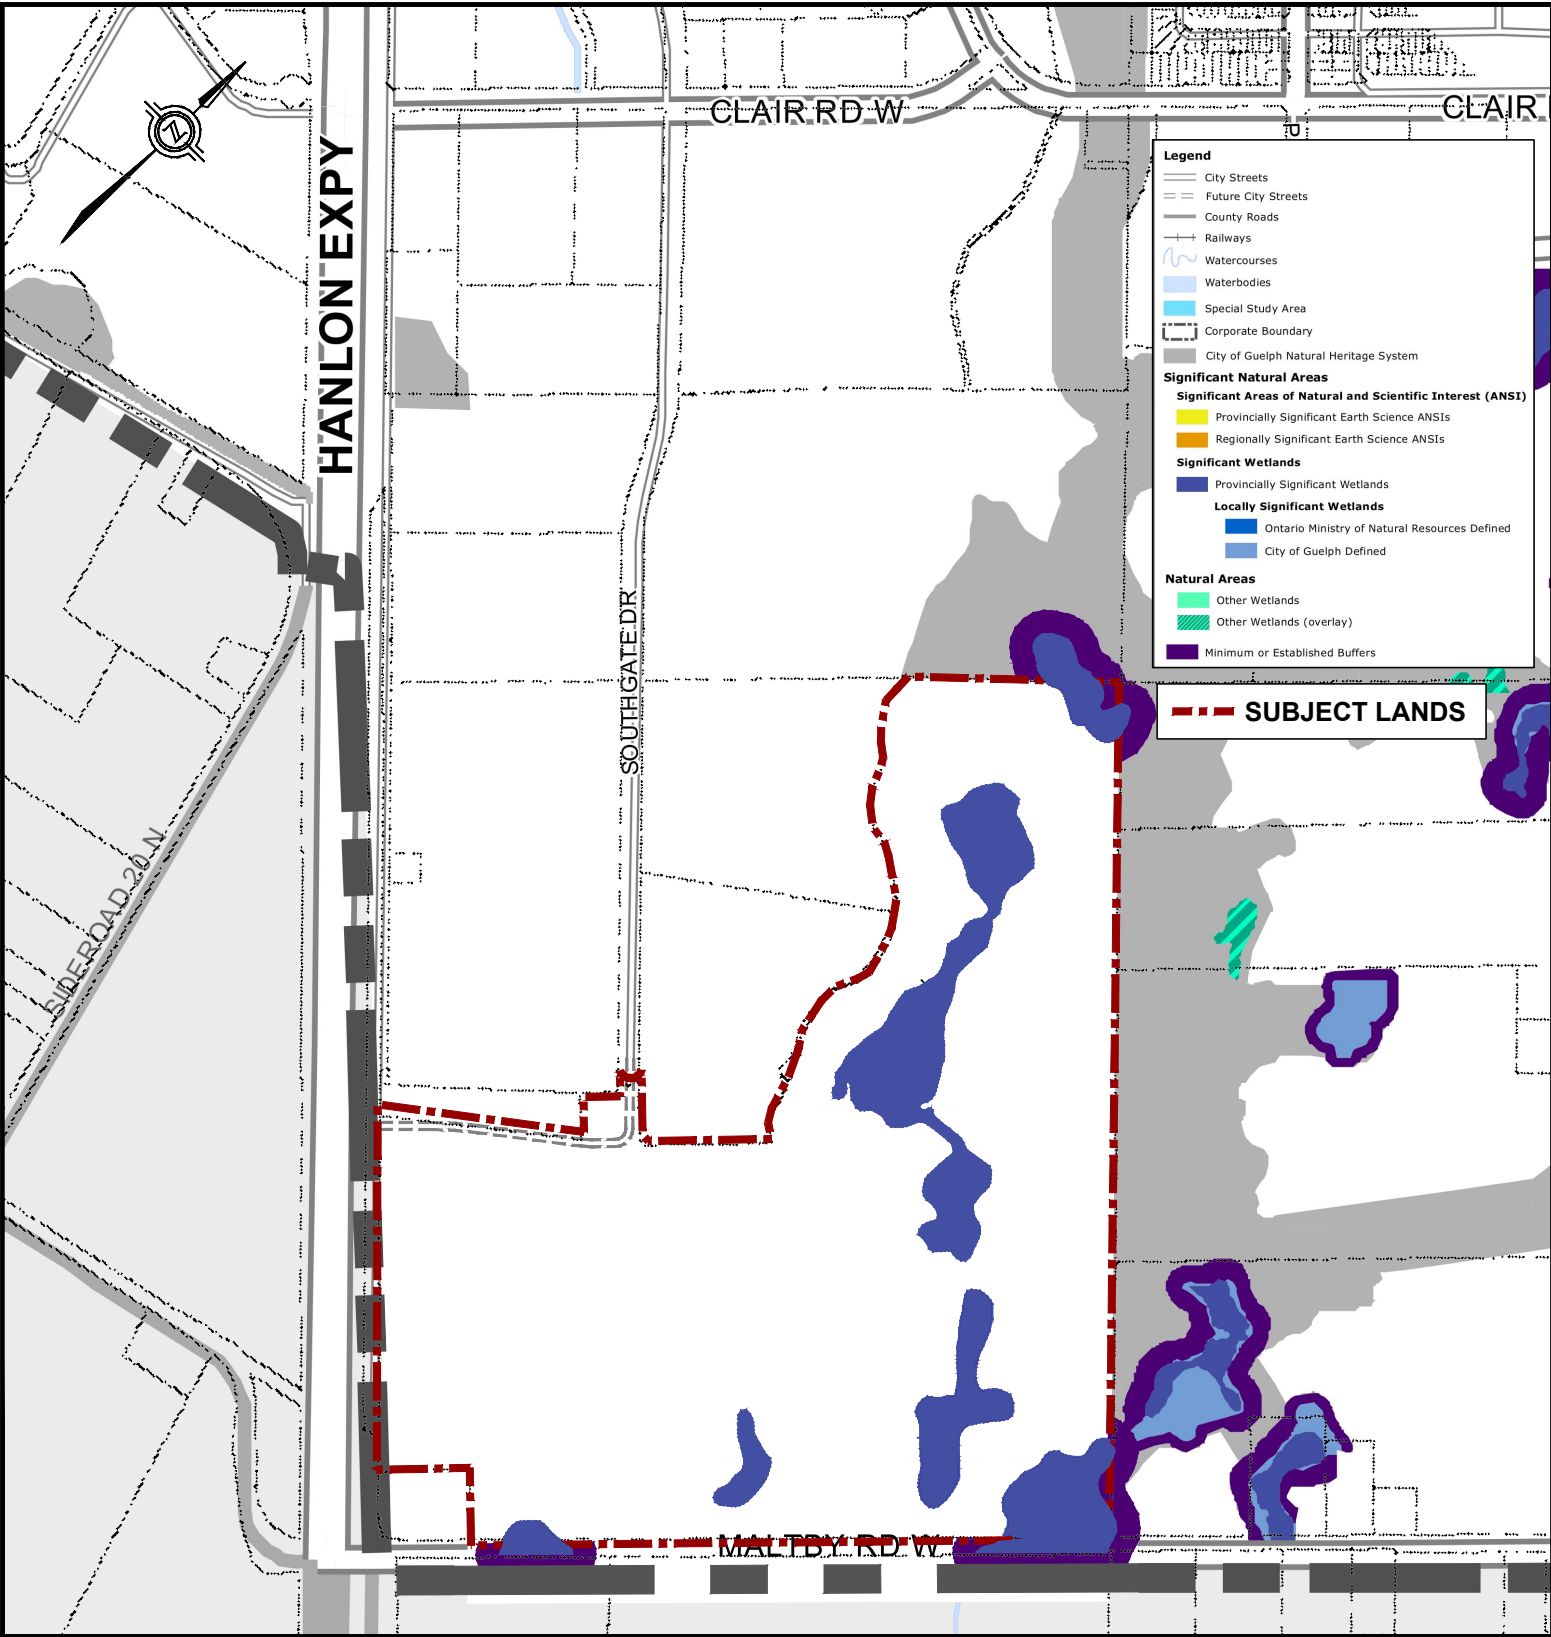 CLAIR RD W
CLAIR
P
N
HANLON EXPY
Legend
City Streets
Future City Streets
County Roads
Railways
Watercourses
Waterbodies
Special Study Area
Corporate Boundary
City of Guelph Natural Heritage System
Significant Natural Areas
Significant Areas of Natural and Scientific Interest (ANSI)
Provincially Significant Earth Science ANSIs
Regionally Significant Earth Science ANSIs
Significant Wetlands
Provincially Significant Wetlands
Locally Significant Wetlands
Ontario Ministry of Natural Resources Defined
City of Guelph Defined
Natural Areas
Other Wetlands
Other Wetlands (overlay)
Minimum or Established Buffers
SUBJECT LANDS
SOUTHGATE DR
SIDEROAD 20 N
MALTBY RD W